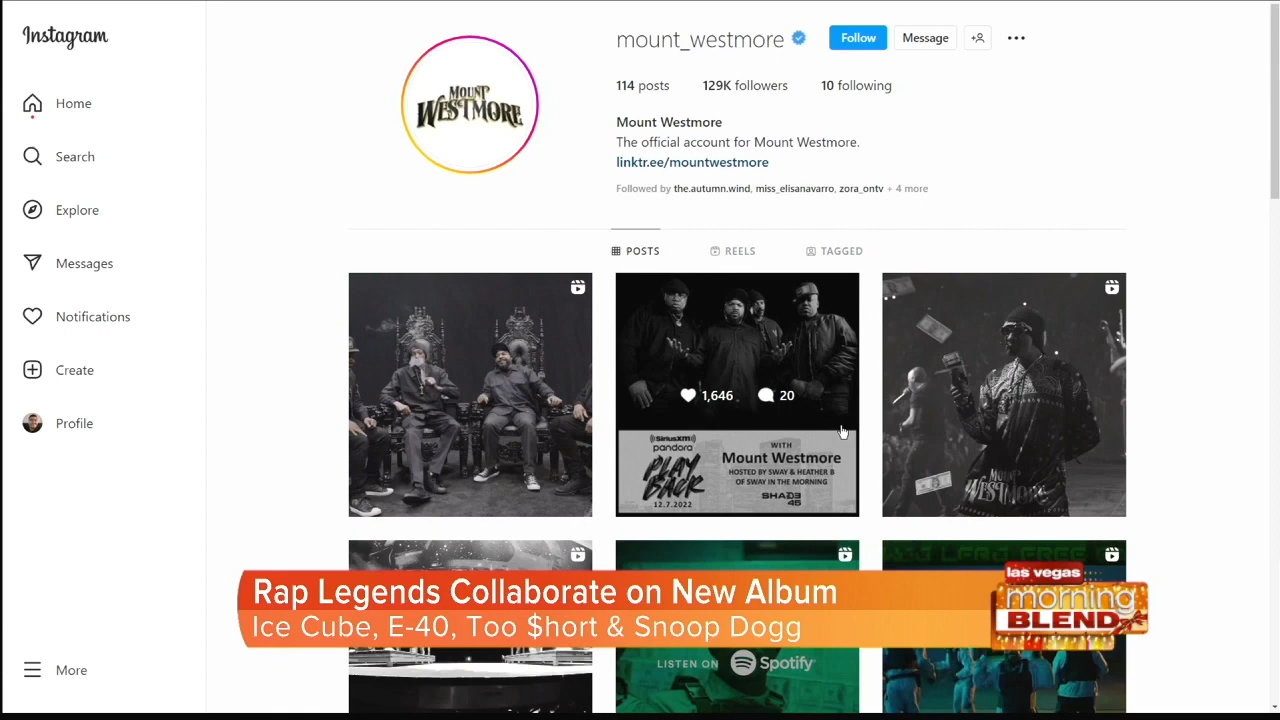 Instagram
Home
Search
Explore
Messages
Notifications
Create
Profile
More
mount_westmore
Follow
Message
114 posts
129K followers
10 following
Mount Westmore
The official account for Mount Westmore.
linktr.ee/mountwestmore
Followed by the.autumn.wind, miss_elisanavarro, zora_ontv + 4 more
MOUNT
WESTMORE
POSTS
REELS
TAGGED
1,646
20
SiriusXM
pandora
PLAY
BACK
12.7.2022
WITH
Mount Westmore
HOSTED BY SWAY & HEATHER B
OF SWAY IN THE MORNING
SHADE
45
MOUNT
WESTMORE
Rap Legends Collaborate on New Album
Ice Cube, E-40, Too $hort & Snoop Dogg
las vegas
morning
BLEND
LISTEN ON
Spotify